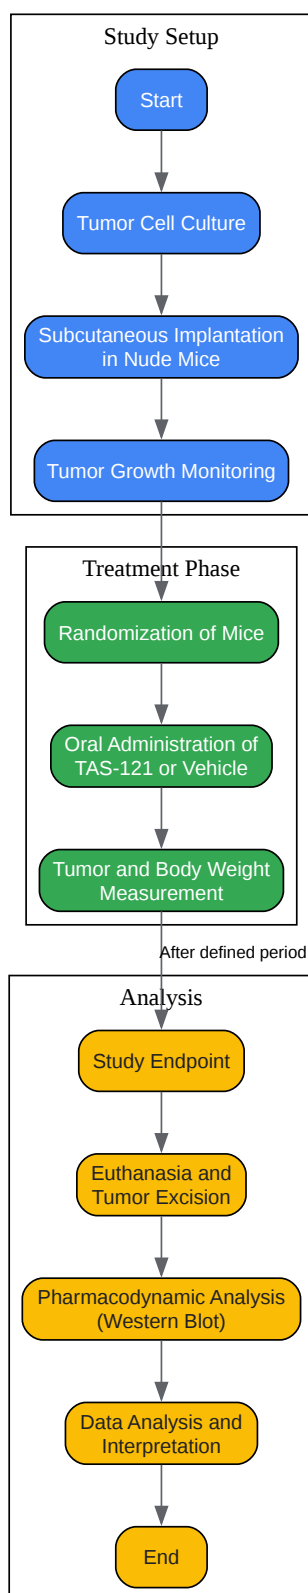 Study Setup
Start
Tumor Cell Culture
Subcutaneous Implantation
in Nude Mice
Tumor Growth Monitoring
Treatment Phase
Randomization of Mice
Oral Administration of
TAS-121 or Vehicle
Tumor and Body Weight
Measurement
After defined period
Analysis
Study Endpoint
Euthanasia and
Tumor Excision
Pharmacodynamic Analysis
(Western Blot)
Data Analysis and
Interpretation
End